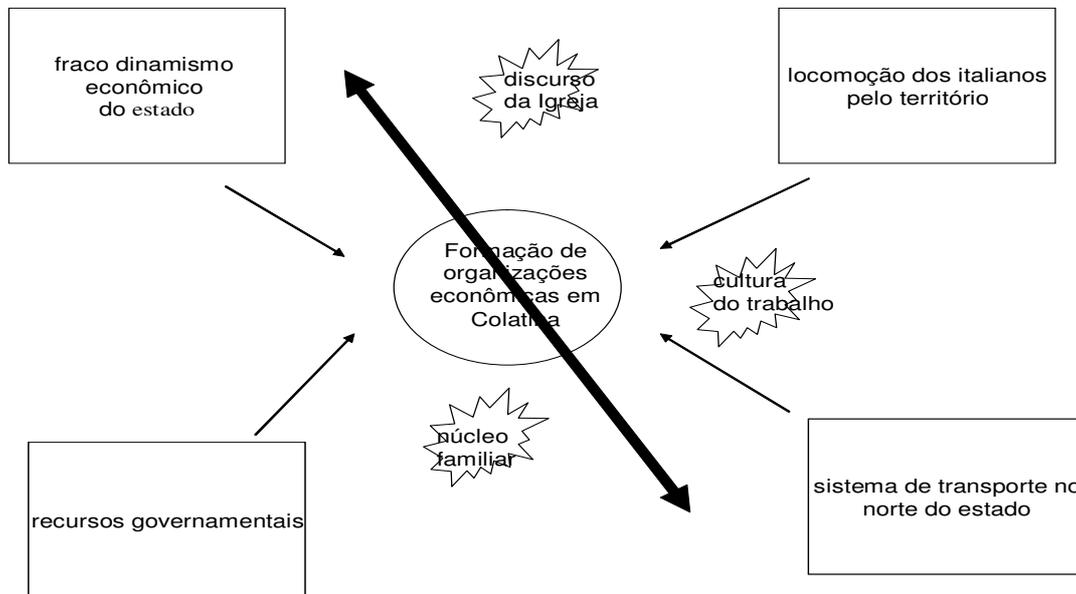 fraco dinamismo
econômico
do estado
discurso
da Igreja
locomoção dos italianos
pelo território
Formação de
organizações
econômicas em
Colatina
cultura
do trabalho
núcleo
familiar
recursos governamentais
sistema de transporte no
norte do estado